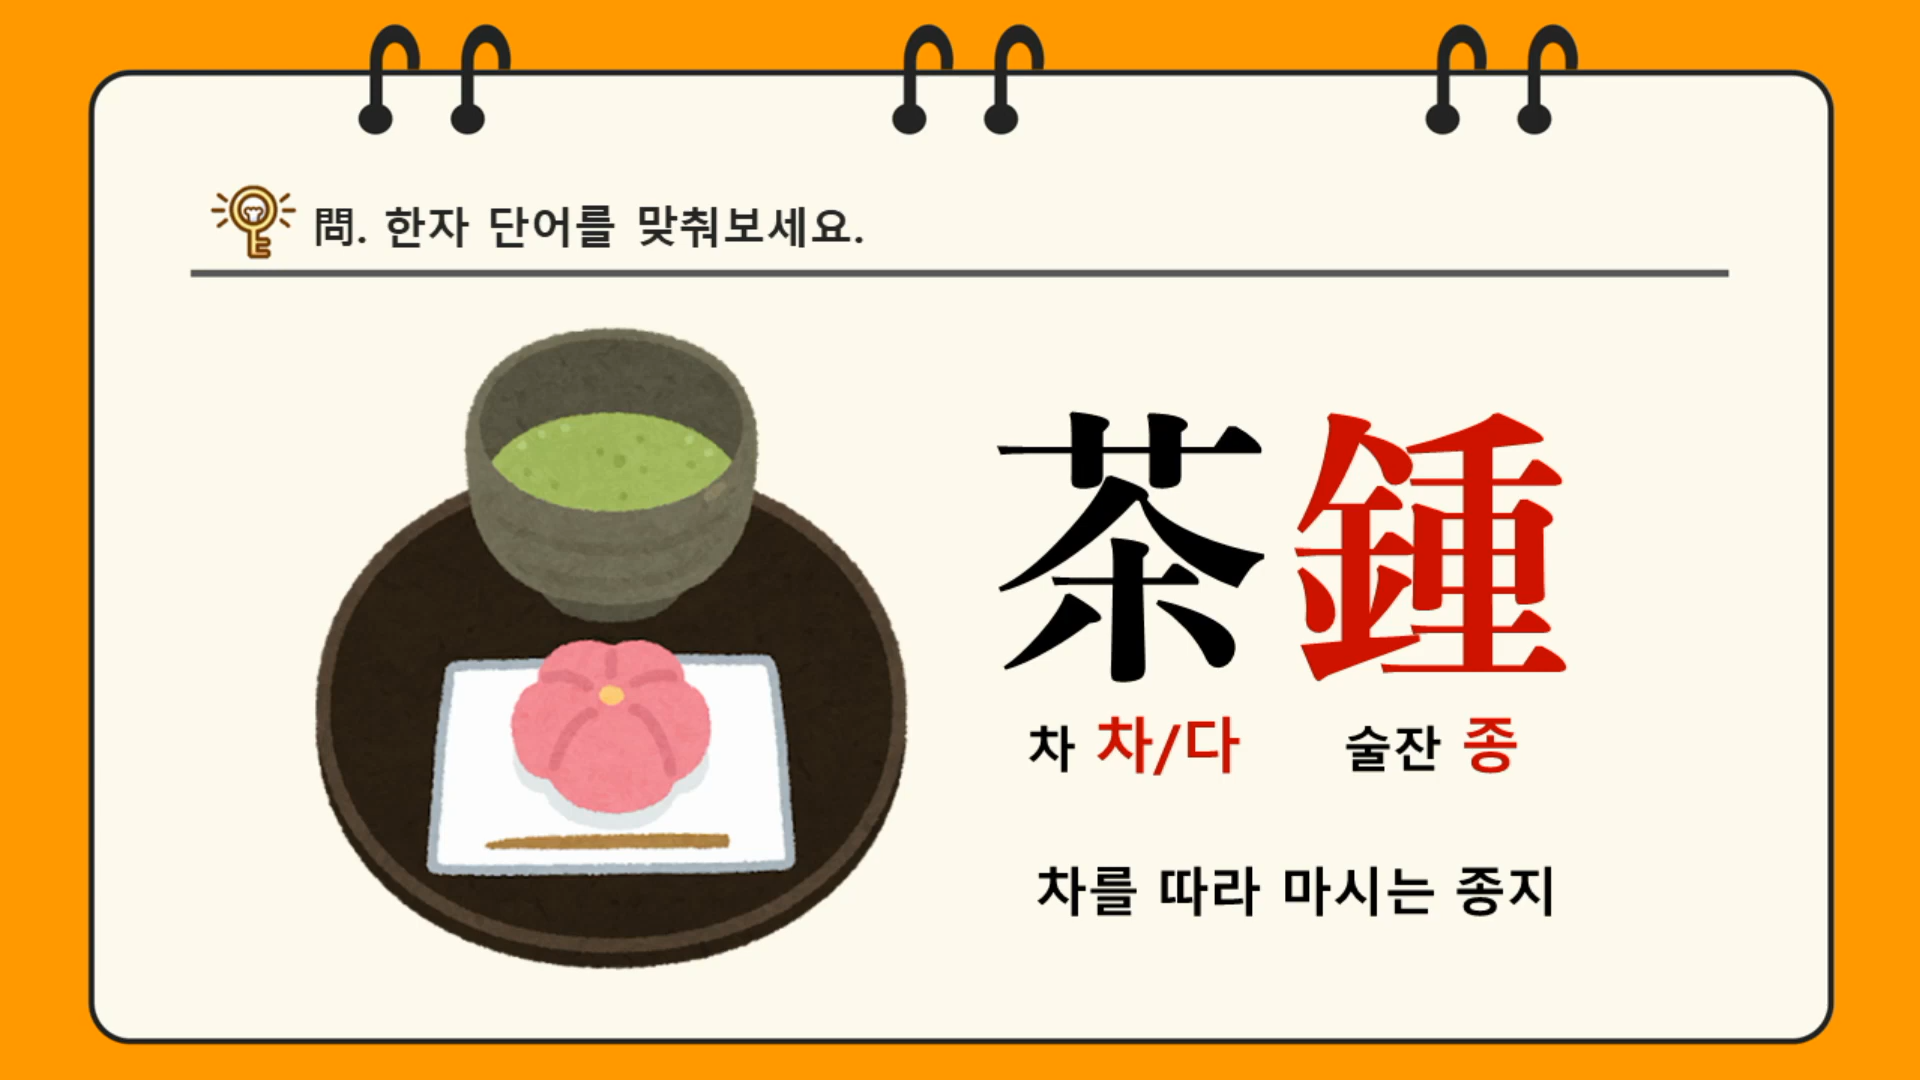 問. 한자 단어를 맞춰보세요.
茶鍾
차 차/다 술잔 종
차를 따라 마시는 종지